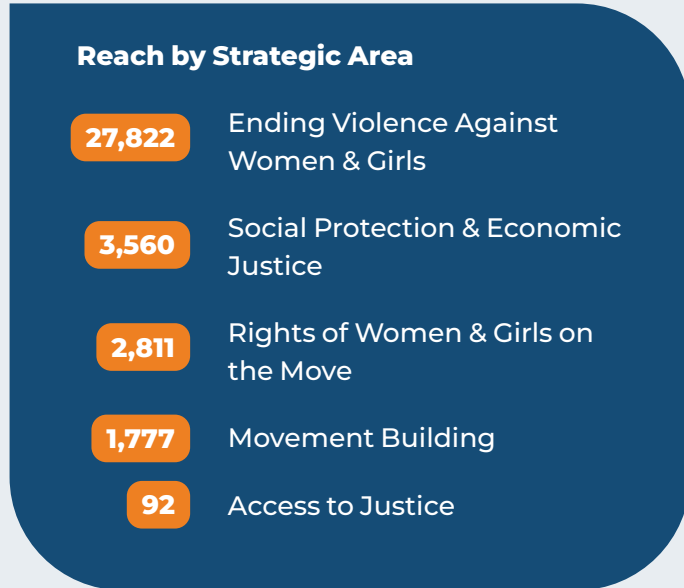 Reach by Strategic Area
27,822
Ending Violence Against
Women & Girls
3,560
Social Protection & Economic
Justice
2,811
Rights of Women & Girls on
the Move
1,777
Movement Building
92
Access to Justice